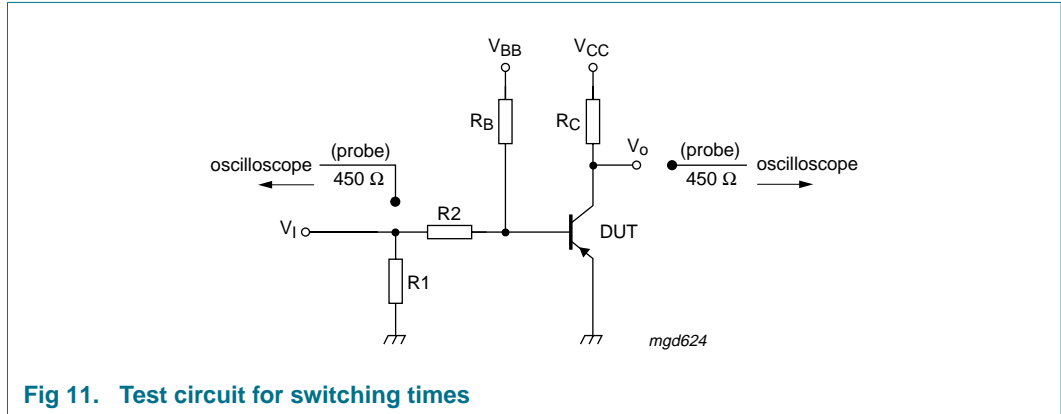 VBB VCC
RB RC
(probe) Vo (probe)
oscilloscope oscilloscope
450 Ω 450 Ω
R2
VI DUT
R1
mgd624
Fig 11. Test circuit for switching times